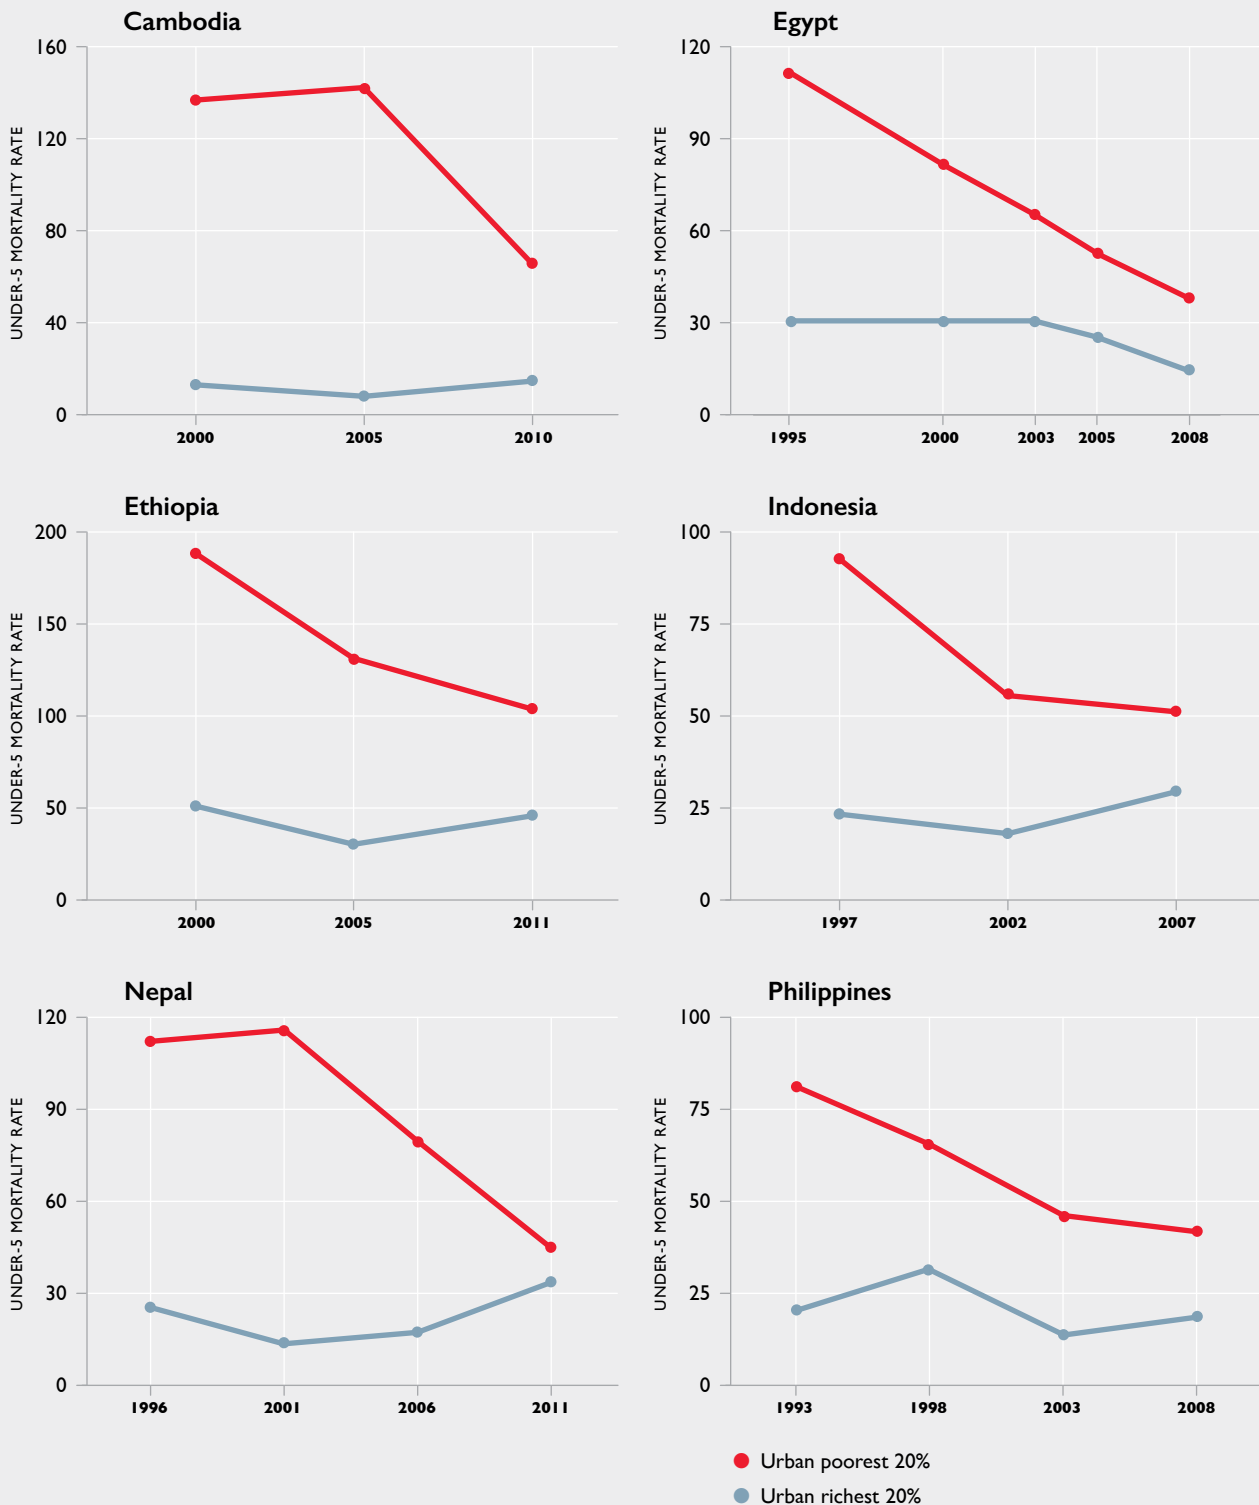 Cambodia
160
120
80
40
0
UNDER-5 MORTALITY RATE
2000 2005 2010
Egypt
120
90
60
30
0
UNDER-5 MORTALITY RATE
1995 2000 2003 2005 2008
Ethiopia
200
150
100
50
0
UNDER-5 MORTALITY RATE
2000 2005 2011
Indonesia
100
75
50
25
0
UNDER-5 MORTALITY RATE
1997 2002 2007
Nepal
120
90
60
30
0
UNDER-5 MORTALITY RATE
1996 2001 2006 2011
Philippines
100
75
50
25
0
UNDER-5 MORTALITY RATE
1993 1998 2003 2008
Urban poorest 20%
Urban richest 20%